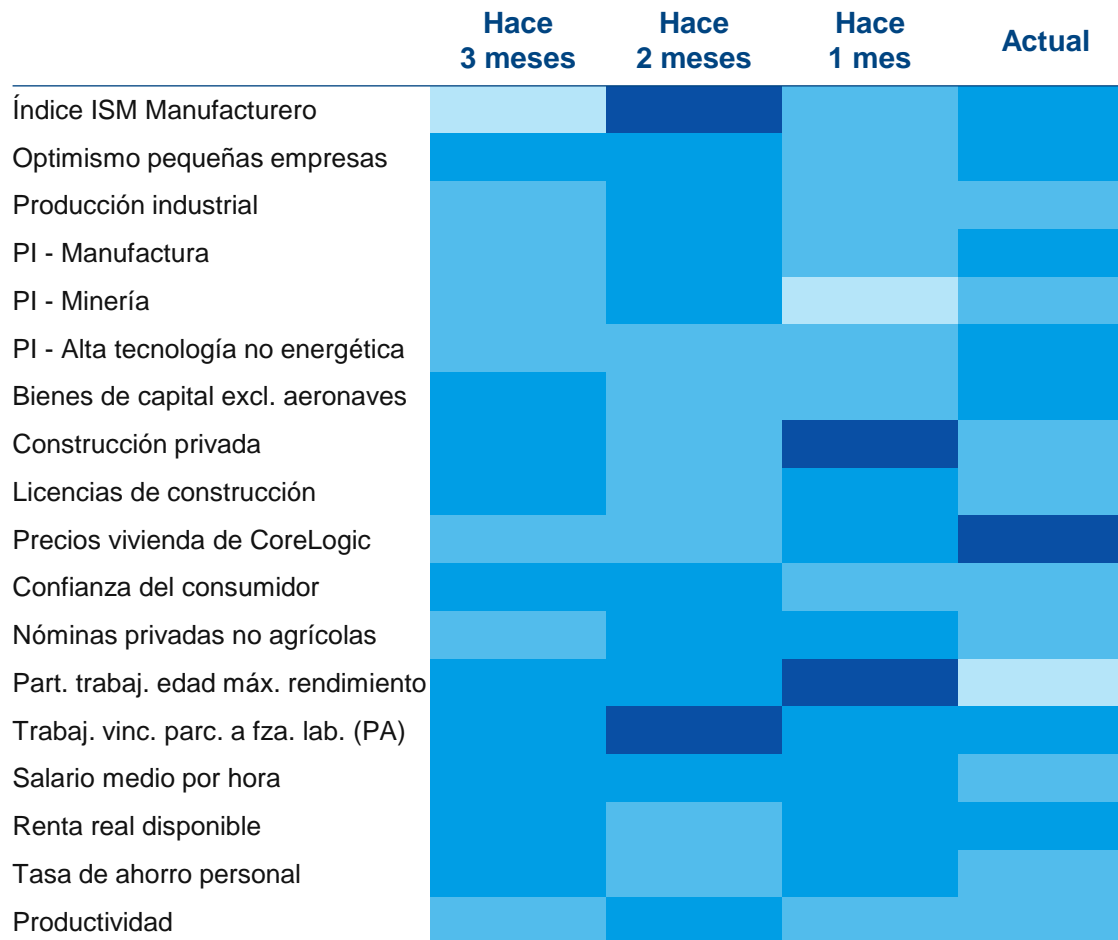 Hace
3 meses
Hace
2 meses
Hace
1 mes
Actual
Índice ISM Manufacturero
Optimismo pequeñas empresas
Producción industrial
PI - Manufactura
PI - Minería
PI - Alta tecnología no energética
Bienes de capital excl. aeronaves
Construcción privada
Licencias de construcción
Precios vivienda de CoreLogic
Confianza del consumidor
Nóminas privadas no agrícolas
Part. trabaj. edad máx. rendimiento
Trabaj. vinc. parc. a fza. lab. (PA)
Salario medio por hora
Renta real disponible
Tasa de ahorro personal
Productividad